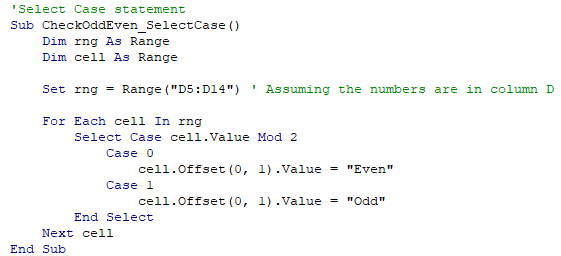 'Select Case statement
Sub CheckOddEven_SelectCase()
    Dim rng As Range
    Dim cell As Range

    Set rng = Range("D5:D14") ' Assuming the numbers are in column D

    For Each cell In rng
        Select Case cell.Value Mod 2
            Case 0
                cell.Offset(0, 1).Value = "Even"
            Case 1
                cell.Offset(0, 1).Value = "Odd"
        End Select
    Next cell
End Sub